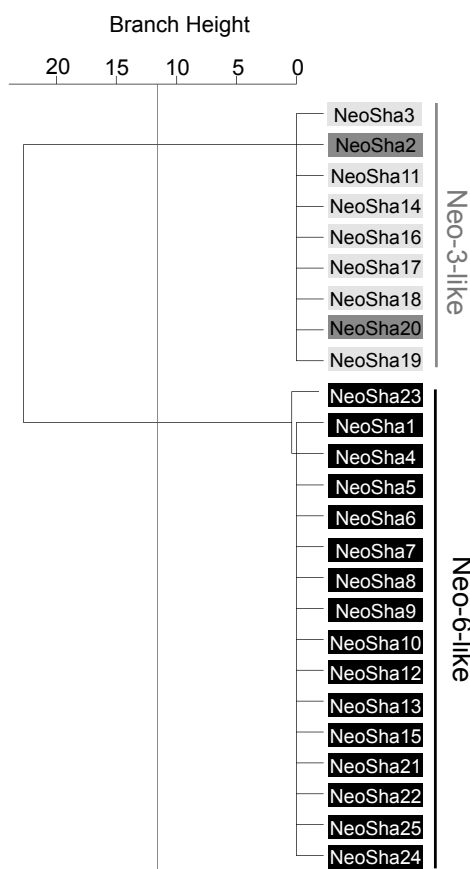 Branch Height
20 15 10 5 0
NeoSha3
NeoSha2
NeoSha11
NeoSha14
NeoSha16
NeoSha17
NeoSha18
NeoSha20
NeoSha19
Neo-3-like
NeoSha23
NeoSha1
NeoSha4
NeoSha5
NeoSha6
NeoSha7
NeoSha8
NeoSha9
NeoSha10
NeoSha12
NeoSha13
NeoSha15
NeoSha21
NeoSha22
NeoSha25
NeoSha24
Neo-6-like